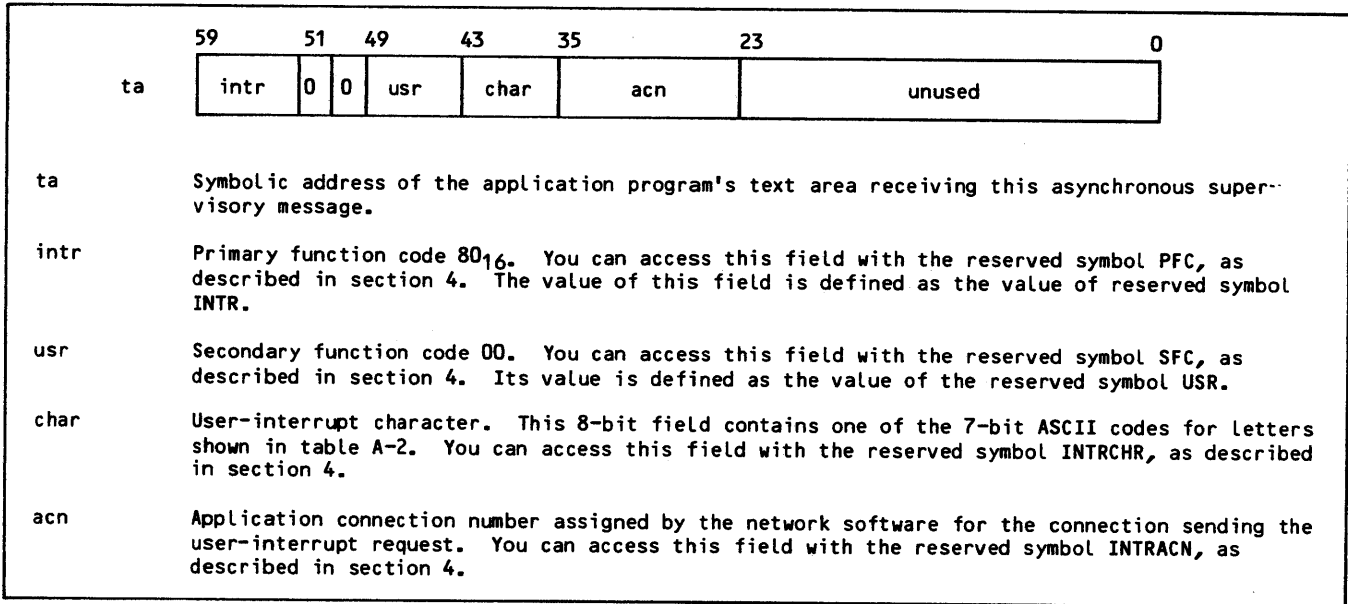 59 51 49 43 35 23 0
ta intr 0 0 usr char acn unused
ta Symbolic address of the application program's text area receiving this asynchronous super-
visory message.
intr Primary function code 80₁₆. You can access this field with the reserved symbol PFC, as
described in section 4. The value of this field is defined as the value of reserved symbol
INTR.
usr Secondary function code 00. You can access this field with the reserved symbol SFC, as
described in section 4. Its value is defined as the value of the reserved symbol USR.
char User-interrupt character. This 8-bit field contains one of the 7-bit ASCII codes for letters
shown in table A-2. You can access this field with the reserved symbol INTRCHR, as described
in section 4.
acn Application connection number assigned by the network software for the connection sending the
user-interrupt request. You can access this field with the reserved symbol INTRACN, as
described in section 4.